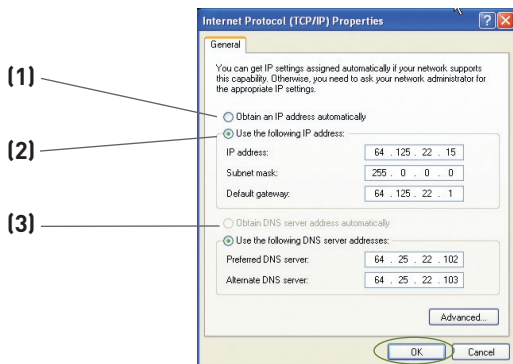 Internet Protocol (TCP/IP) Properties
General
You can get IP settings assigned automatically if your network supports
this capability. Otherwise, you need to ask your network administrator for
the appropriate IP settings.
(1)
Obtain an IP address automatically
(2)
Use the following IP address:
IP address: 64 . 125 . 22 . 15
Subnet mask: 255 . 0 . 0 . 0
Default gateway: 64 . 125 . 22 . 1
(3)
Obtain DNS server address automatically
Use the following DNS server addresses:
Preferred DNS server: 64 . 25 . 22 . 102
Alternate DNS server: 64 . 25 . 22 . 103
Advanced...
OK Cancel